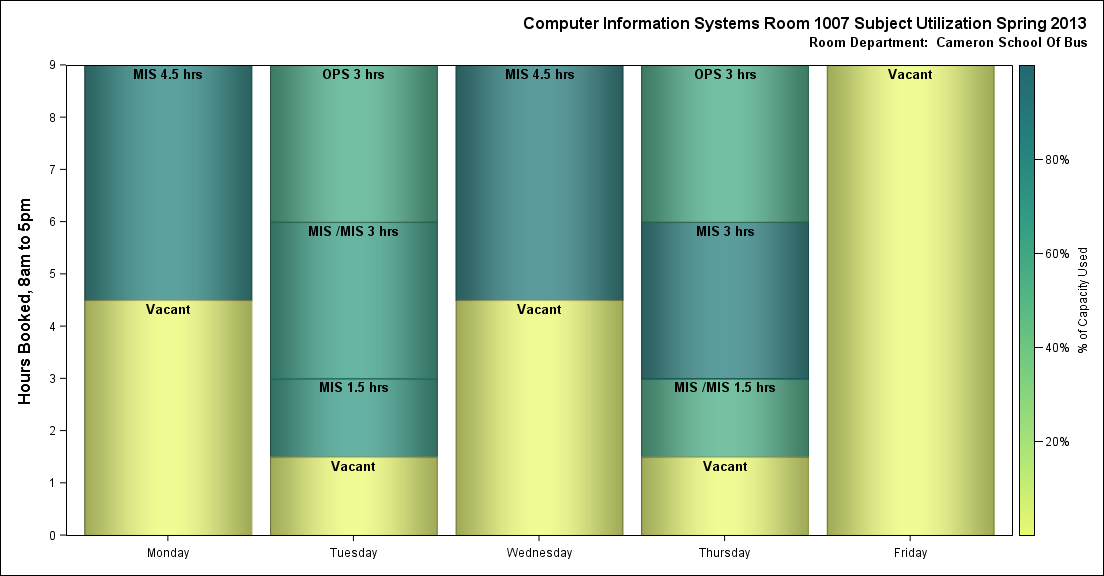 Computer Information Systems Room 1007 Subject Utilization Spring 2013
Room Department:  Cameron School Of Bus
Hours Booked, 8am to 5pm
9
8
7
6
5
4
3
2
1
0
MIS 4.5 hrs
Vacant
OPS 3 hrs
MIS /MIS 3 hrs
MIS 1.5 hrs
Vacant
MIS 4.5 hrs
Vacant
OPS 3 hrs
MIS 3 hrs
MIS /MIS 1.5 hrs
Vacant
Vacant
Monday
Tuesday
Wednesday
Thursday
Friday
80%
60%
40%
20%
% of Capacity Used